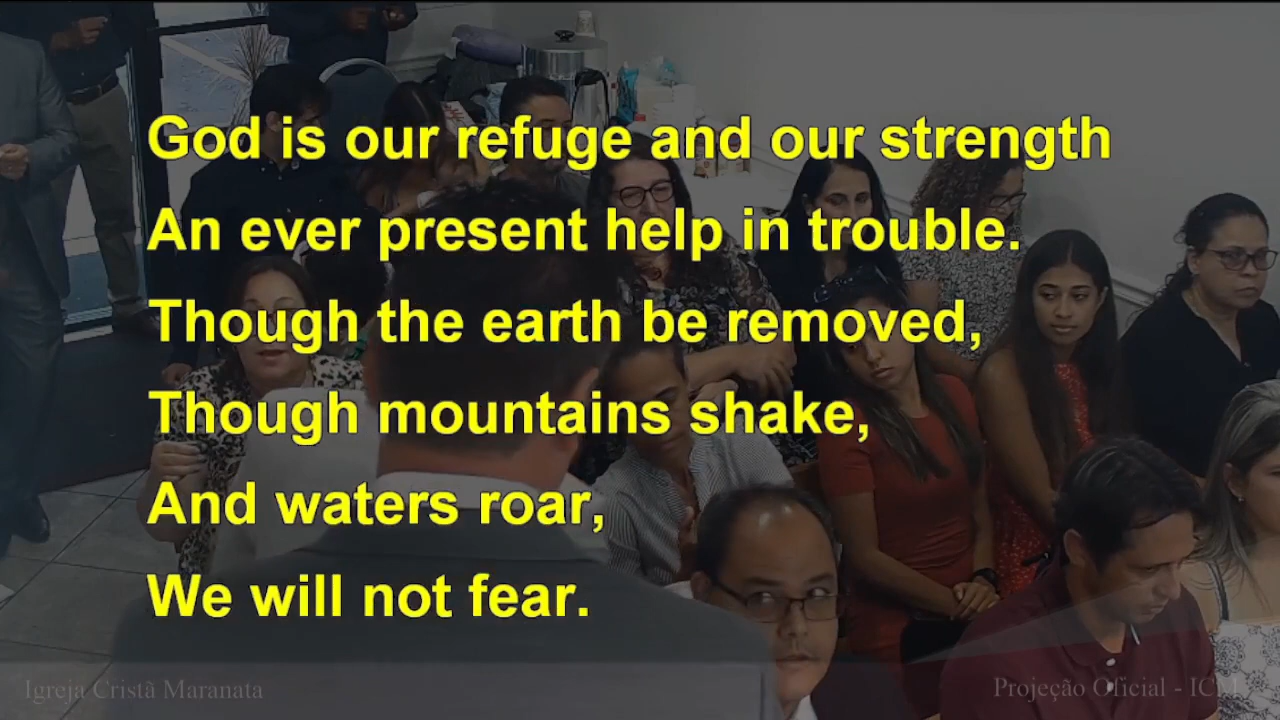 God is our refuge and our strength
An ever present help in trouble.
Though the earth be removed,
Though mountains shake,
And waters roar,
We will not fear.
Igreja Cristã Maranata
Projeção Oficial - ICM